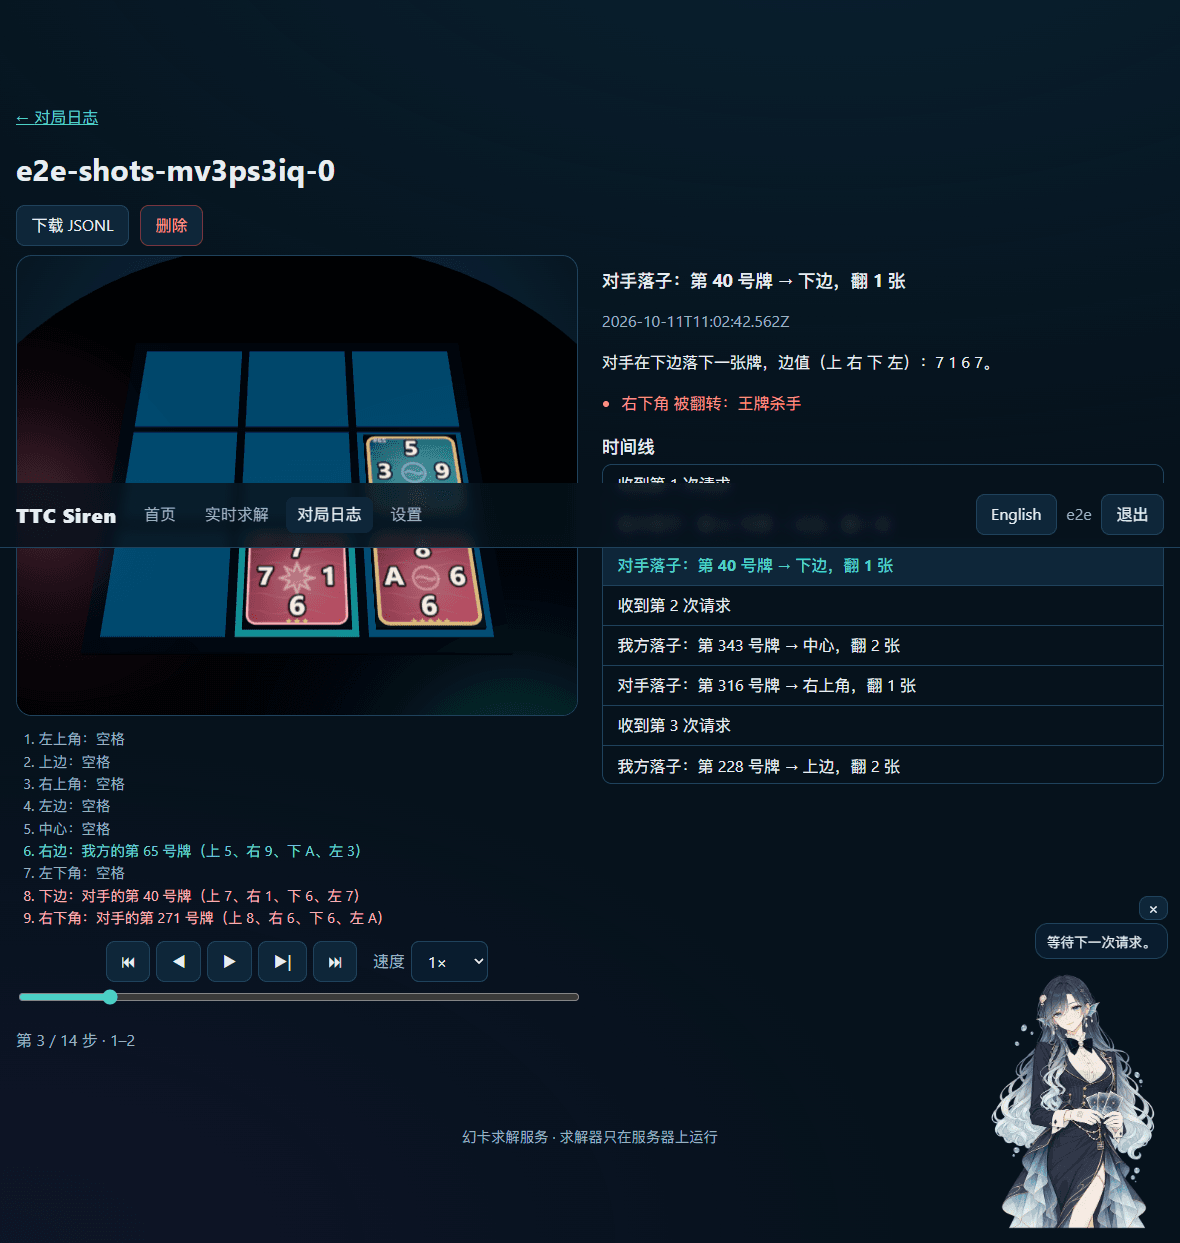 ← 对局日志
e2e-shots-mv3ps3iq-0
下载 JSONL 删除
对手落子：第 40 号牌 → 下边，翻 1 张
2026-10-11T11:02:42.562Z
对手在下边落下一张牌，边值（上 右 下 左）：7 1 6 7。
右下角 被翻转：王牌杀手
时间线
收到第 1 次请求
5
3 9
TTC Siren 首页 实时求解 对局日志 设置 English e2e 退出
7 8
7 1 A 6
6 6
对手落子：第 40 号牌 → 下边，翻 1 张
收到第 2 次请求
我方落子：第 343 号牌 → 中心，翻 2 张
对手落子：第 316 号牌 → 右上角，翻 1 张
收到第 3 次请求
我方落子：第 228 号牌 → 上边，翻 2 张
1. 左上角：空格
2. 上边：空格
3. 右上角：空格
4. 左边：空格
5. 中心：空格
6. 右边：我方的第 65 号牌（上 5、右 9、下 A、左 3）
7. 左下角：空格
8. 下边：对手的第 40 号牌（上 7、右 1、下 6、左 7）
9. 右下角：对手的第 271 号牌（上 8、右 6、下 6、左 A）
速度 1×
第 3 / 14 步 · 1–2
×
等待下一次请求。
幻卡求解服务 · 求解器只在服务器上运行